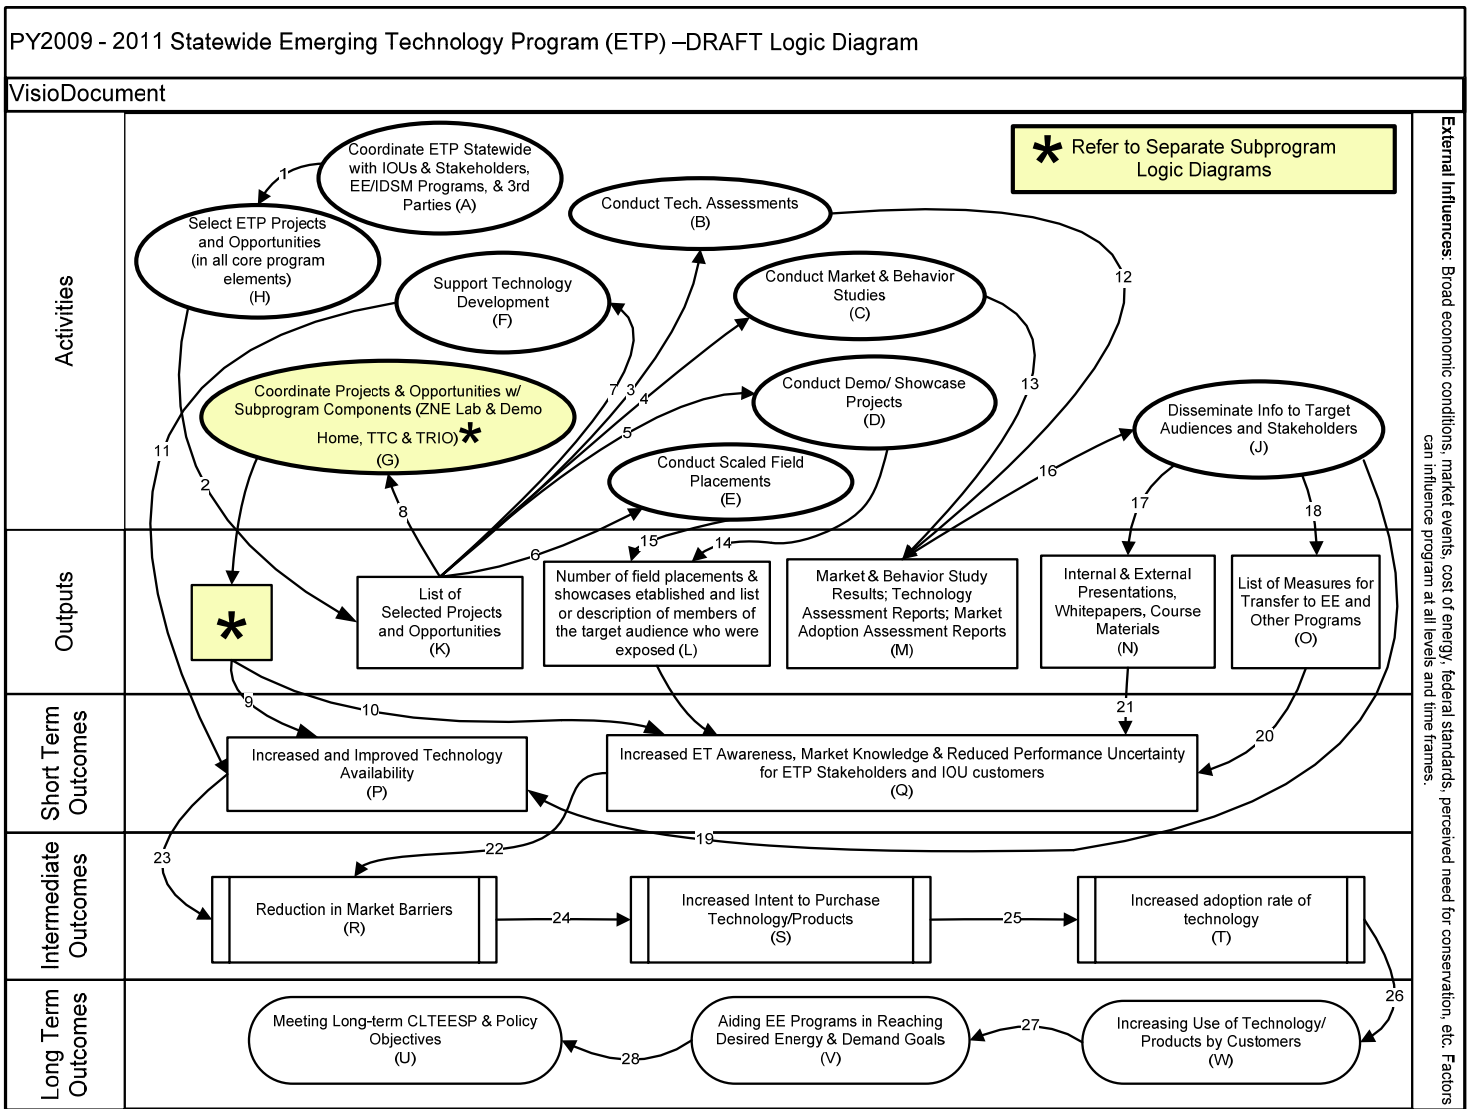 PY2009 - 2011 Statewide Emerging Technology Program (ETP) –DRAFT Logic Diagram
VisioDocument
Activities
Coordinate ETP Statewide
with IOUs & Stakeholders,
EE/IDSM Programs, & 3rd
Parties (A)
* Refer to Separate Subprogram
Logic Diagrams
1
Select ETP Projects
and Opportunities
(in all core program
elements)
(H)
Conduct Tech. Assessments
(B)
Support Technology
Development
(F)
Conduct Market & Behavior
Studies
(C)
12
Coordinate Projects & Opportunities w/
Subprogram Components (ZNE Lab & Demo
Home, TTC & TRIO) *
(G)
7
3
4
5
Conduct Demo/ Showcase
Projects
(D)
13
Disseminate Info to Target
Audiences and Stakeholders
(J)
11
2
8
Conduct Scaled Field
Placements
(E)
16
17
18
Outputs
6
15
14
*
List of
Selected Projects
and Opportunities
(K)
Number of field placements &
showcases etablished and list
or description of members of
the target audience who were
exposed (L)
Market & Behavior Study
Results; Technology
Assessment Reports; Market
Adoption Assessment Reports
(M)
Internal & External
Presentations,
Whitepapers, Course
Materials
(N)
List of Measures for
Transfer to EE and
Other Programs
(O)
Short Term
Outcomes
9
10
21
20
Increased and Improved Technology
Availability
(P)
Increased ET Awareness, Market Knowledge & Reduced Performance Uncertainty
for ETP Stakeholders and IOU customers
(Q)
Intermediate
Outcomes
23
22
19
Reduction in Market Barriers
(R)
24
Increased Intent to Purchase
Technology/Products
(S)
25
Increased adoption rate of
technology
(T)
Long Term
Outcomes
26
Meeting Long-term CLTEESP & Policy
Objectives
(U)
28
Aiding EE Programs in Reaching
Desired Energy & Demand Goals
(V)
27
Increasing Use of Technology/
Products by Customers
(W)
External Influences: Broad economic conditions, market events, cost of energy, federal standards, perceived need for conservation, etc. Factors
can influence program at all levels and time frames.